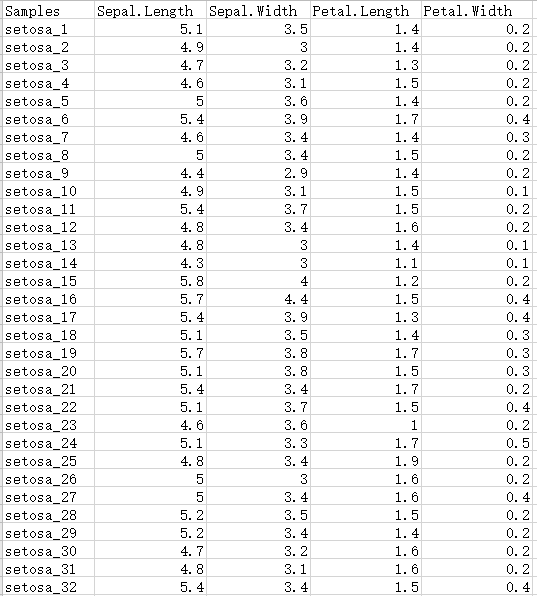 Samples Sepal.Length Sepal.Width Petal.Length Petal.Width
setosa_1 5.1 3.5 1.4 0.2
setosa_2 4.9 3 1.4 0.2
setosa_3 4.7 3.2 1.3 0.2
setosa_4 4.6 3.1 1.5 0.2
setosa_5 5 3.6 1.4 0.2
setosa_6 5.4 3.9 1.7 0.4
setosa_7 4.6 3.4 1.4 0.3
setosa_8 5 3.4 1.5 0.2
setosa_9 4.4 2.9 1.4 0.2
setosa_10 4.9 3.1 1.5 0.1
setosa_11 5.4 3.7 1.5 0.2
setosa_12 4.8 3.4 1.6 0.2
setosa_13 4.8 3 1.4 0.1
setosa_14 4.3 3 1.1 0.1
setosa_15 5.8 4 1.2 0.2
setosa_16 5.7 4.4 1.5 0.4
setosa_17 5.4 3.9 1.3 0.4
setosa_18 5.1 3.5 1.4 0.3
setosa_19 5.7 3.8 1.7 0.3
setosa_20 5.1 3.8 1.5 0.3
setosa_21 5.4 3.4 1.7 0.2
setosa_22 5.1 3.7 1.5 0.4
setosa_23 4.6 3.6 1 0.2
setosa_24 5.1 3.3 1.7 0.5
setosa_25 4.8 3.4 1.9 0.2
setosa_26 5 3 1.6 0.2
setosa_27 5 3.4 1.6 0.4
setosa_28 5.2 3.5 1.5 0.2
setosa_29 5.2 3.4 1.4 0.2
setosa_30 4.7 3.2 1.6 0.2
setosa_31 4.8 3.1 1.6 0.2
setosa_32 5.4 3.4 1.5 0.4